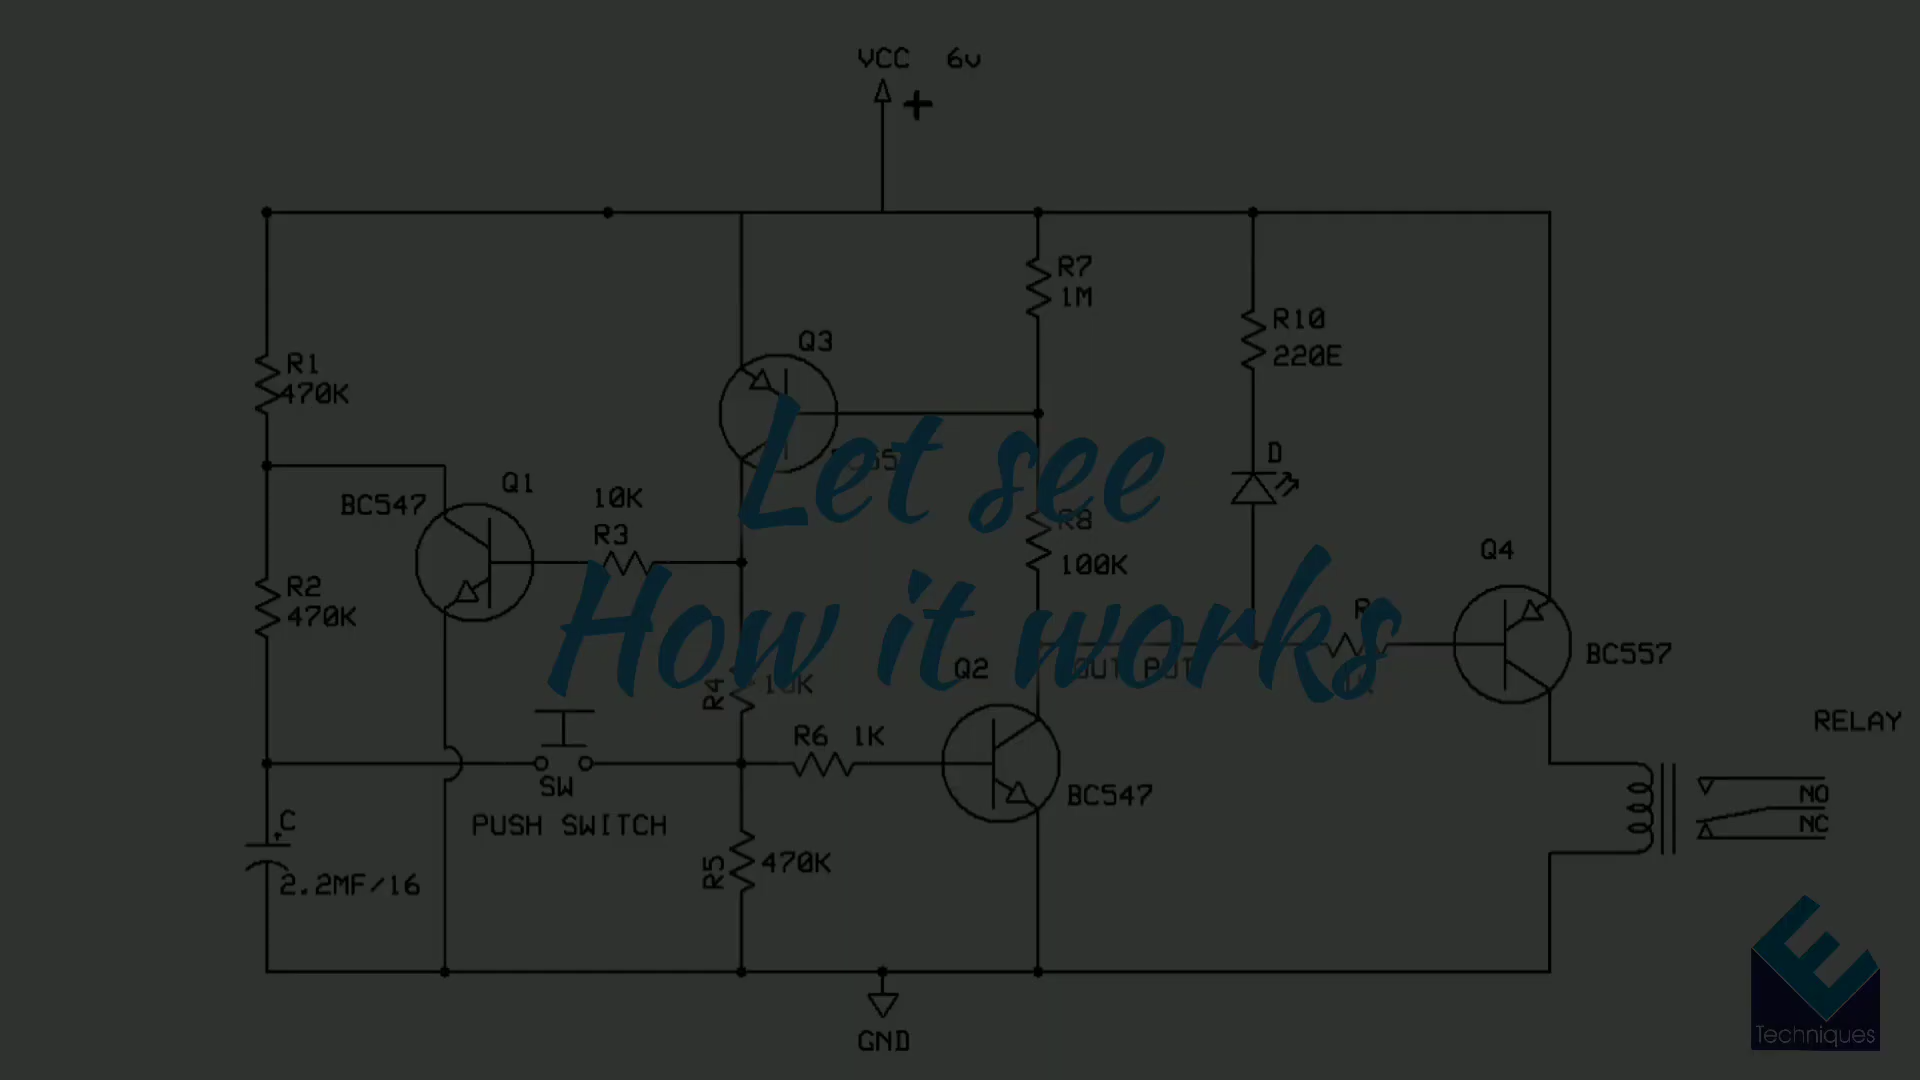 VCC 6v
+
R7
1M
R10
220E
Q3
R1
470K
D
Let see
Q1
BC547
10K
R3
R8
100K
Q4
R2
470K
How it works
BC557
Q2
OUT PUT
R4
10K
RELAY
R6 1K
SW
BC547
NO
NC
C
PUSH SWITCH
R5
470K
2.2MF/16
GND
E
Techniques